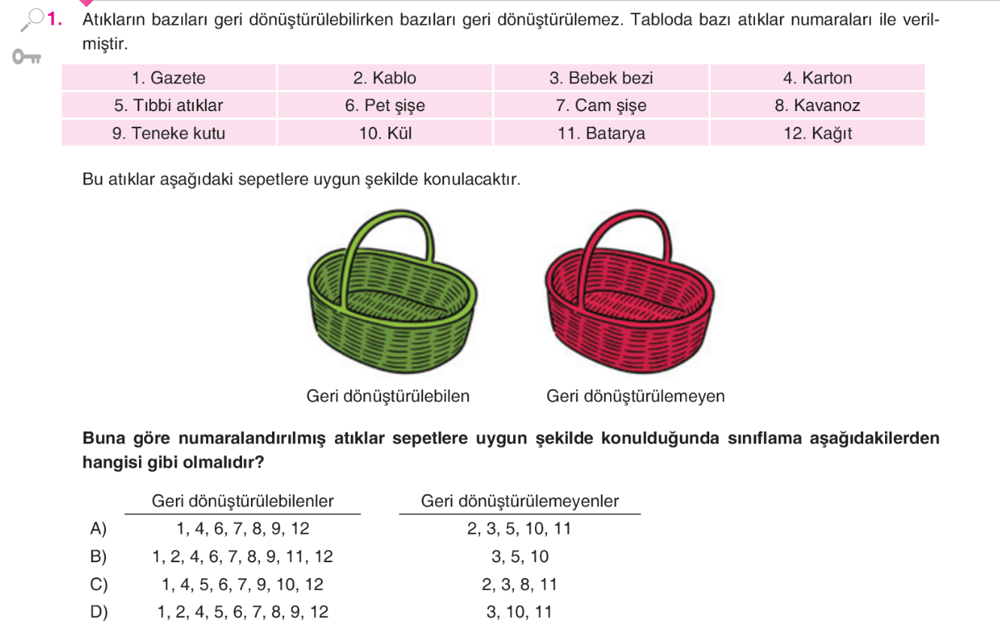 1. Atıkların bazıları geri dönüştürülebilirken bazıları geri dönüştürülemez. Tabloda bazı atıklar numaraları ile veril-
miştir.
1. Gazete 2. Kablo 3. Bebek bezi 4. Karton
5. Tıbbi atıklar 6. Pet şişe 7. Cam şişe 8. Kavanoz
9. Teneke kutu 10. Kül 11. Batarya 12. Kağıt
Bu atıklar aşağıdaki sepetlere uygun şekilde konulacaktır.
Geri dönüştürülebilen Geri dönüştürülemeyen
Buna göre numaralandırılmış atıklar sepetlere uygun şekilde konulduğunda sınıflama aşağıdakilerden
hangisi gibi olmalıdır?
Geri dönüştürülebilenler Geri dönüştürülemeyenler
A) 1, 4, 6, 7, 8, 9, 12 2, 3, 5, 10, 11
B) 1, 2, 4, 6, 7, 8, 9, 11, 12 3, 5, 10
C) 1, 4, 5, 6, 7, 9, 10, 12 2, 3, 8, 11
D) 1, 2, 4, 5, 6, 7, 8, 9, 12 3, 10, 11